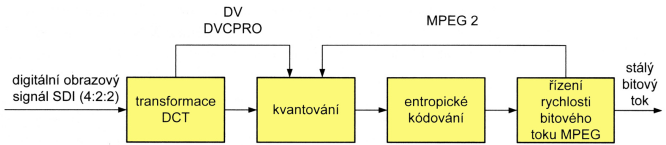 DV
DVCPRO
MPEG 2
digitální obrazový
signál SDI (4:2:2)
transformace
DCT
kvantování
entropické
kódování
řízení
rychlosti
bitového
toku MPEG
stálý
bitový
tok